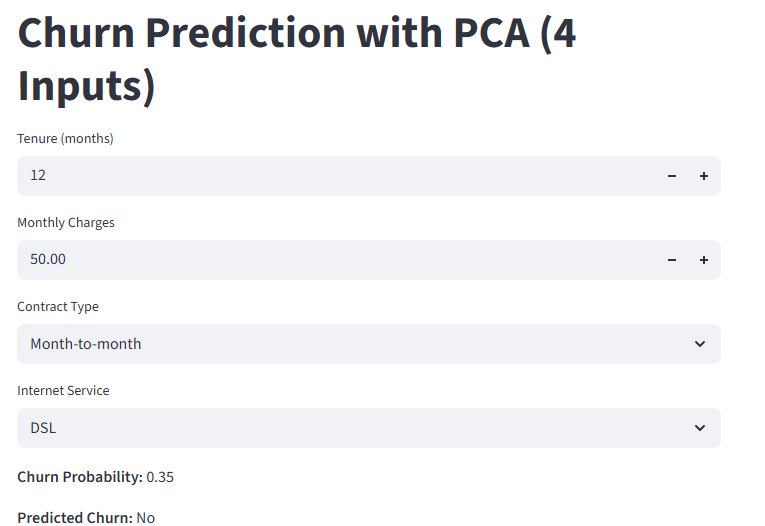 Churn Prediction with PCA (4
Inputs)
Tenure (months)
12
Monthly Charges
50.00
Contract Type
Month-to-month
Internet Service
DSL
Churn Probability: 0.35
Predicted Churn: No